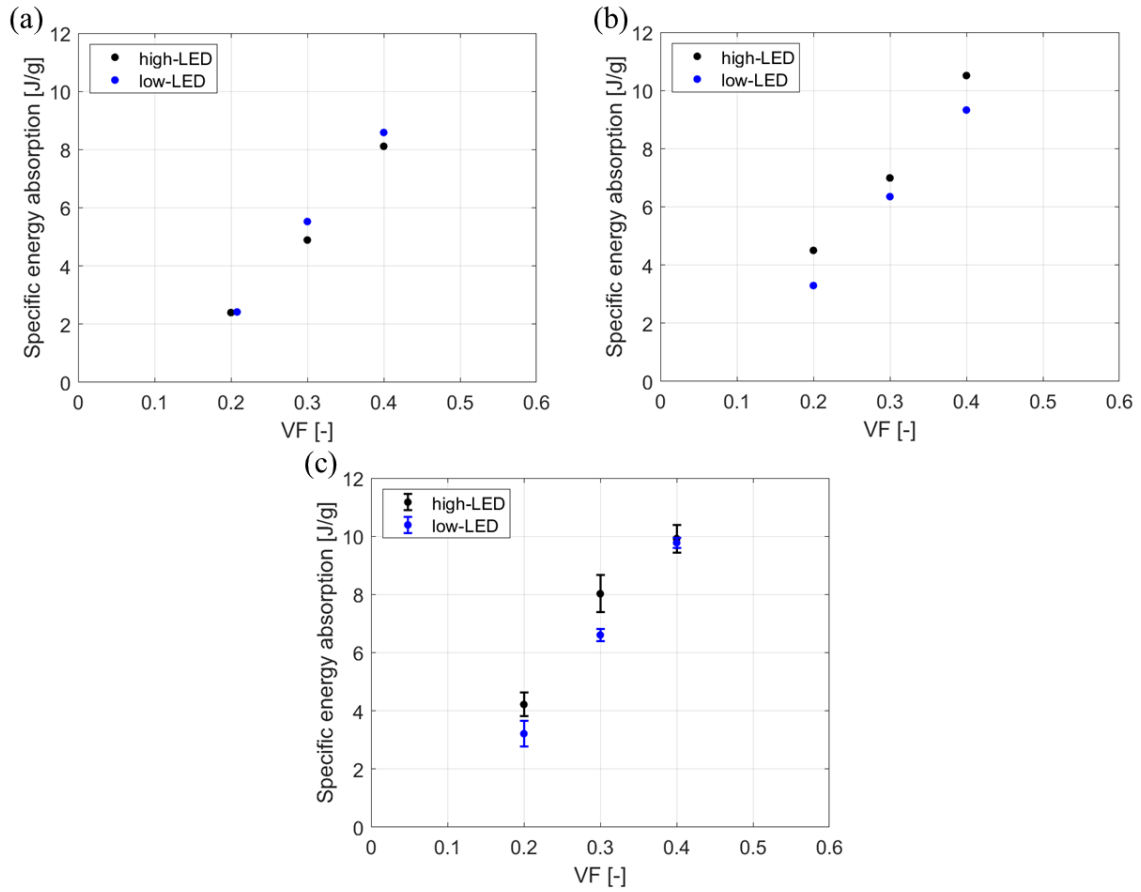 (a)
12
10
8
6
4
2
0
Specific energy absorption [J/g]
high-LED
low-LED
0 0.1 0.2 0.3 0.4 0.5 0.6
VF [-]
(b)
12
10
8
6
4
2
0
Specific energy absorption [J/g]
high-LED
low-LED
0 0.1 0.2 0.3 0.4 0.5 0.6
VF [-]
(c)
12
10
8
6
4
2
0
Specific energy absorption [J/g]
high-LED
low-LED
0 0.1 0.2 0.3 0.4 0.5 0.6
VF [-]